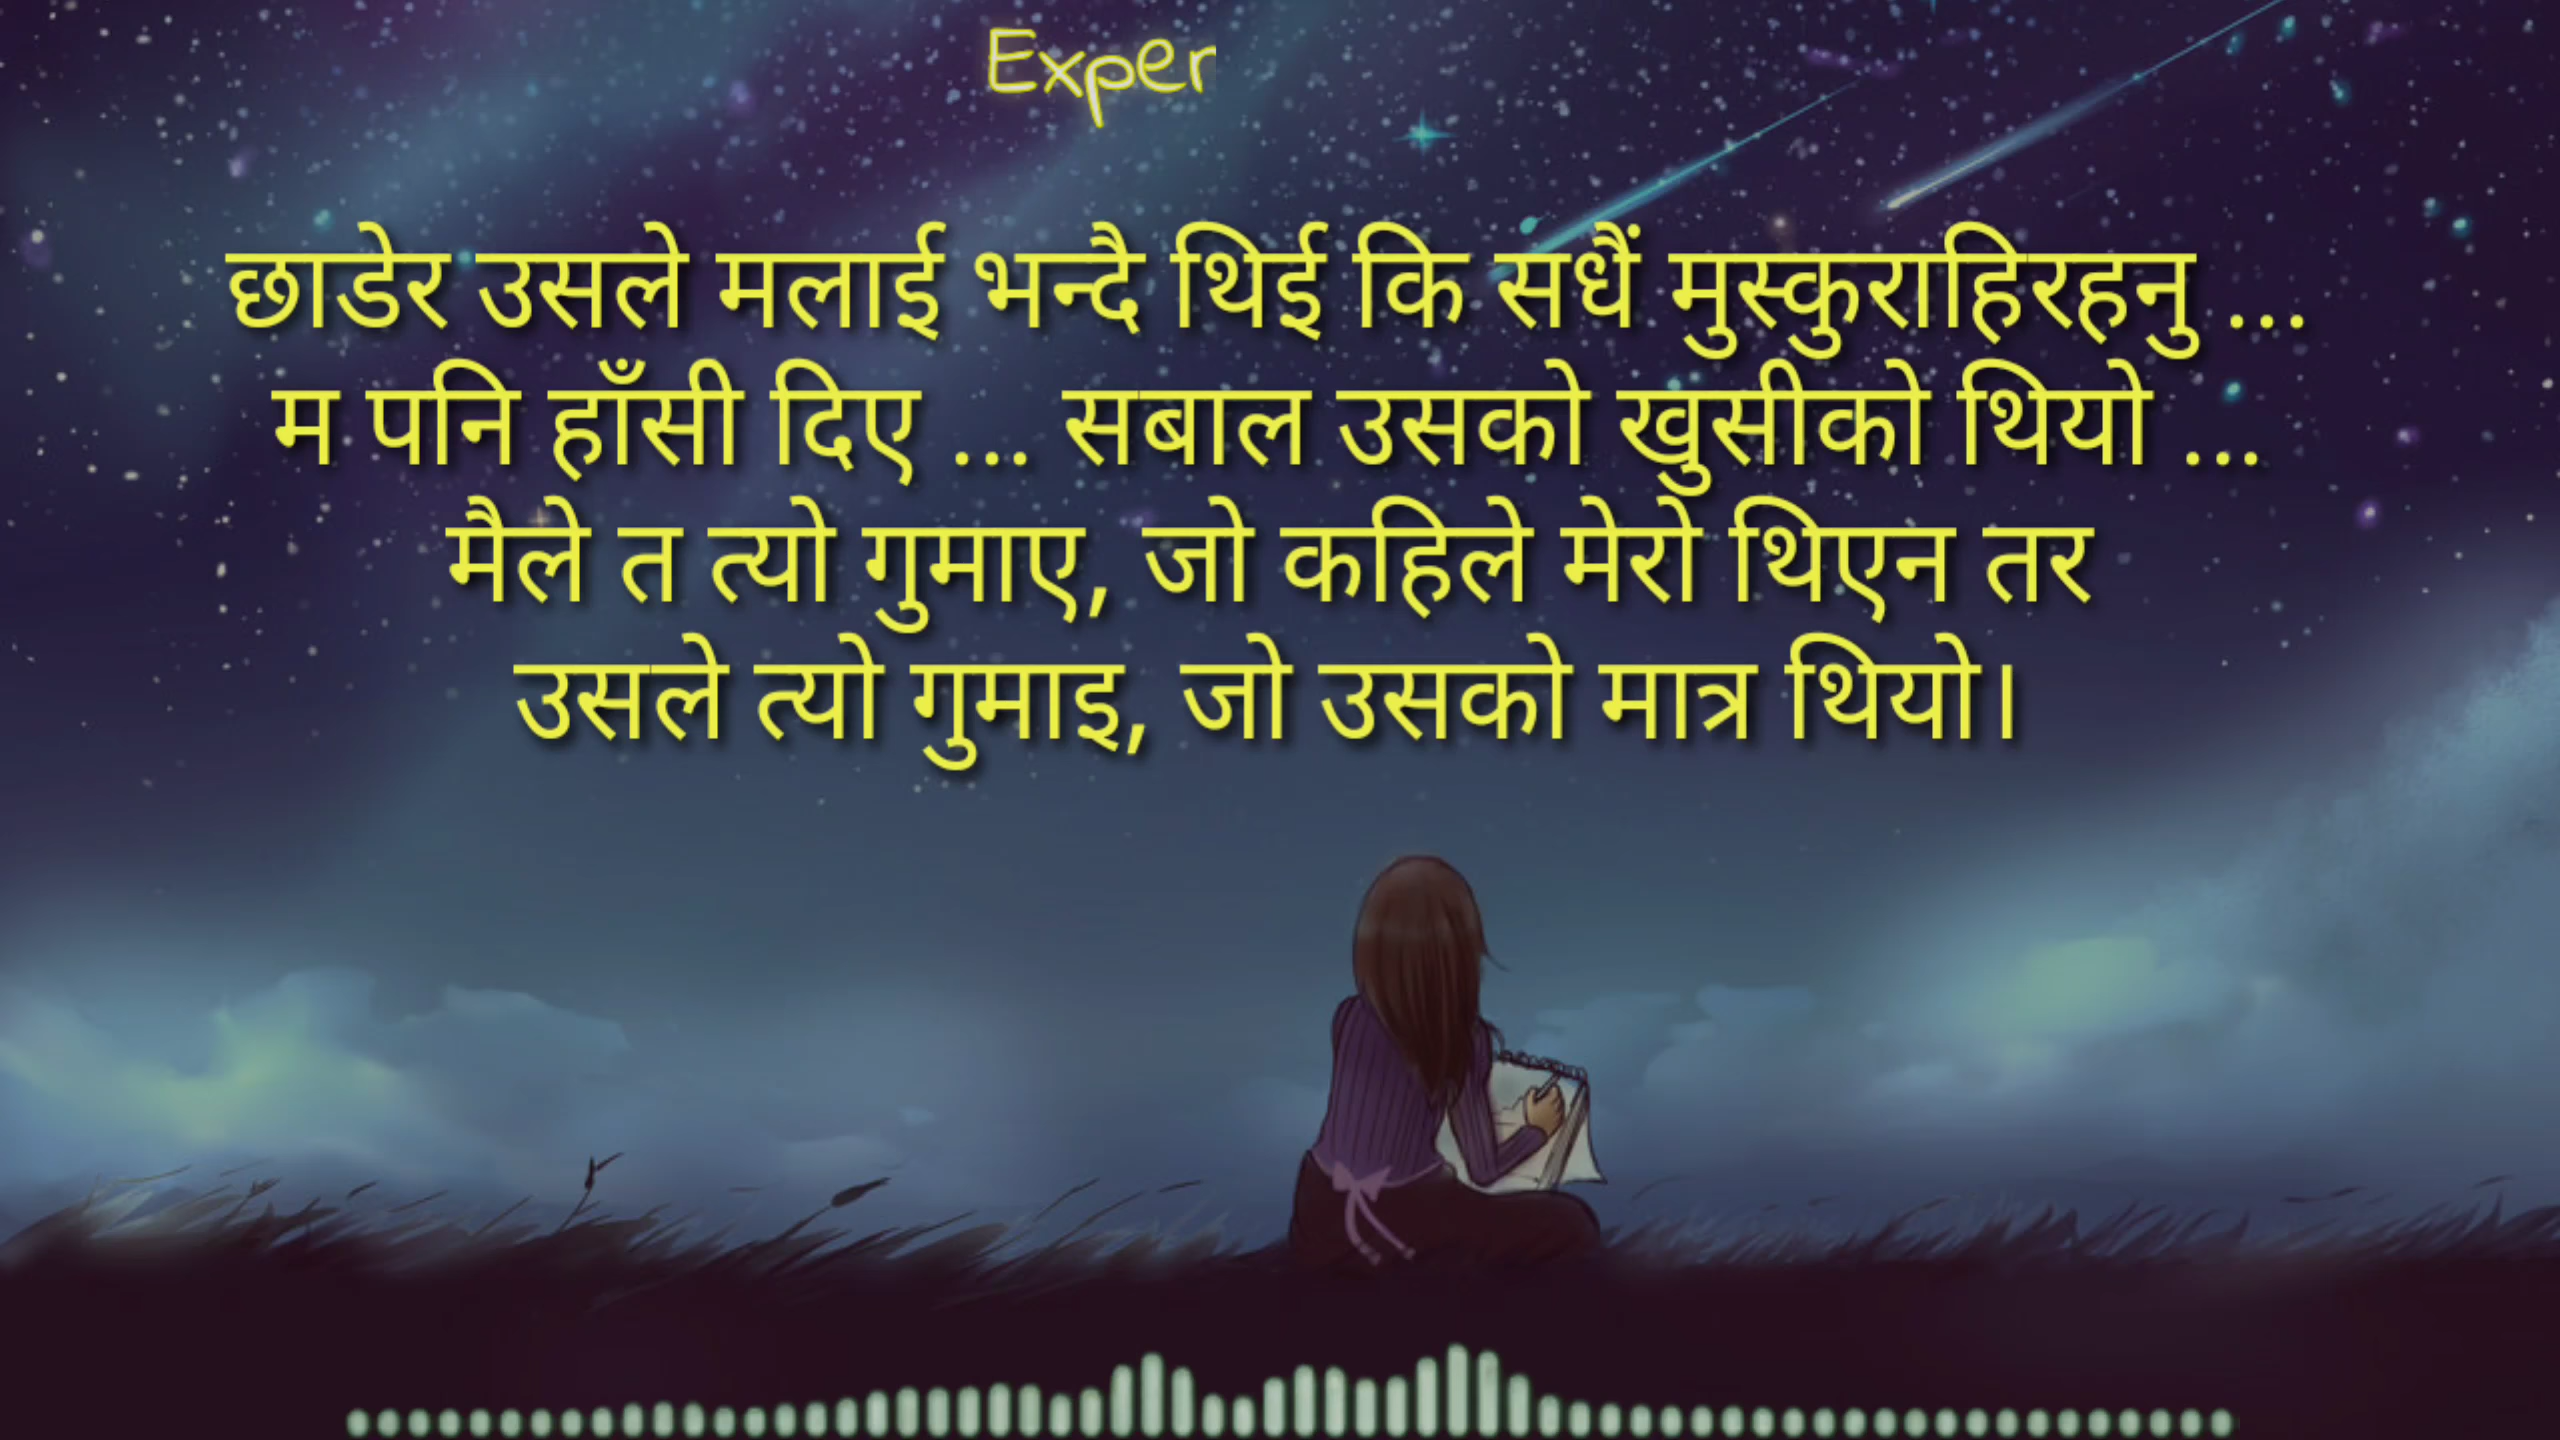 Exper
छाडेर उसले मलाई भन्दै थिई कि सधैं मुस्कुराहिरहनु ...
म पनि हाँसी दिए ... सबाल उसको खुसीको थियो ...
मैले त त्यो गुमाए, जो कहिले मेरो थिएन तर
उसले त्यो गुमाइ, जो उसको मात्र थियो।